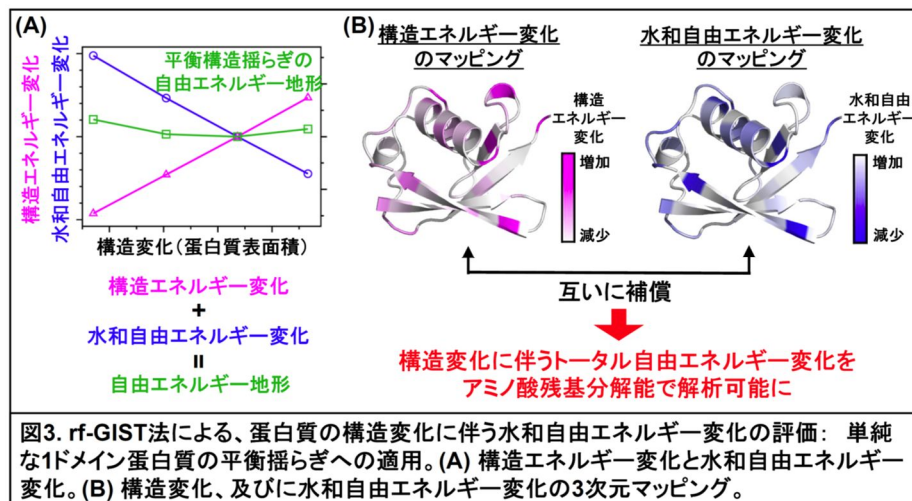 (A)
構造エネルギー変化
水和自由エネルギー変化
平衡構造揺らぎの
自由エネルギー地形
構造変化(蛋白質表面積)
構造エネルギー変化
+
水和自由エネルギー変化
=
自由エネルギー地形
(B)
構造エネルギー変化
のマッピング
構造
エネルギー
変化
増加
減少
水和自由エネルギー変化
のマッピング
水和自由
エネルギー
変化
増加
減少
互いに補償
構造変化に伴うトータル自由エネルギー変化を
アミノ酸残基分解能で解析可能に
図3. rf-GIST法による、蛋白質の構造変化に伴う水和自由エネルギー変化の評価: 単純
な1ドメイン蛋白質の平衡揺らぎへの適用。(A) 構造エネルギー変化と水和自由エネルギー
変化。(B) 構造変化、及びに水和自由エネルギー変化の3次元マッピング。